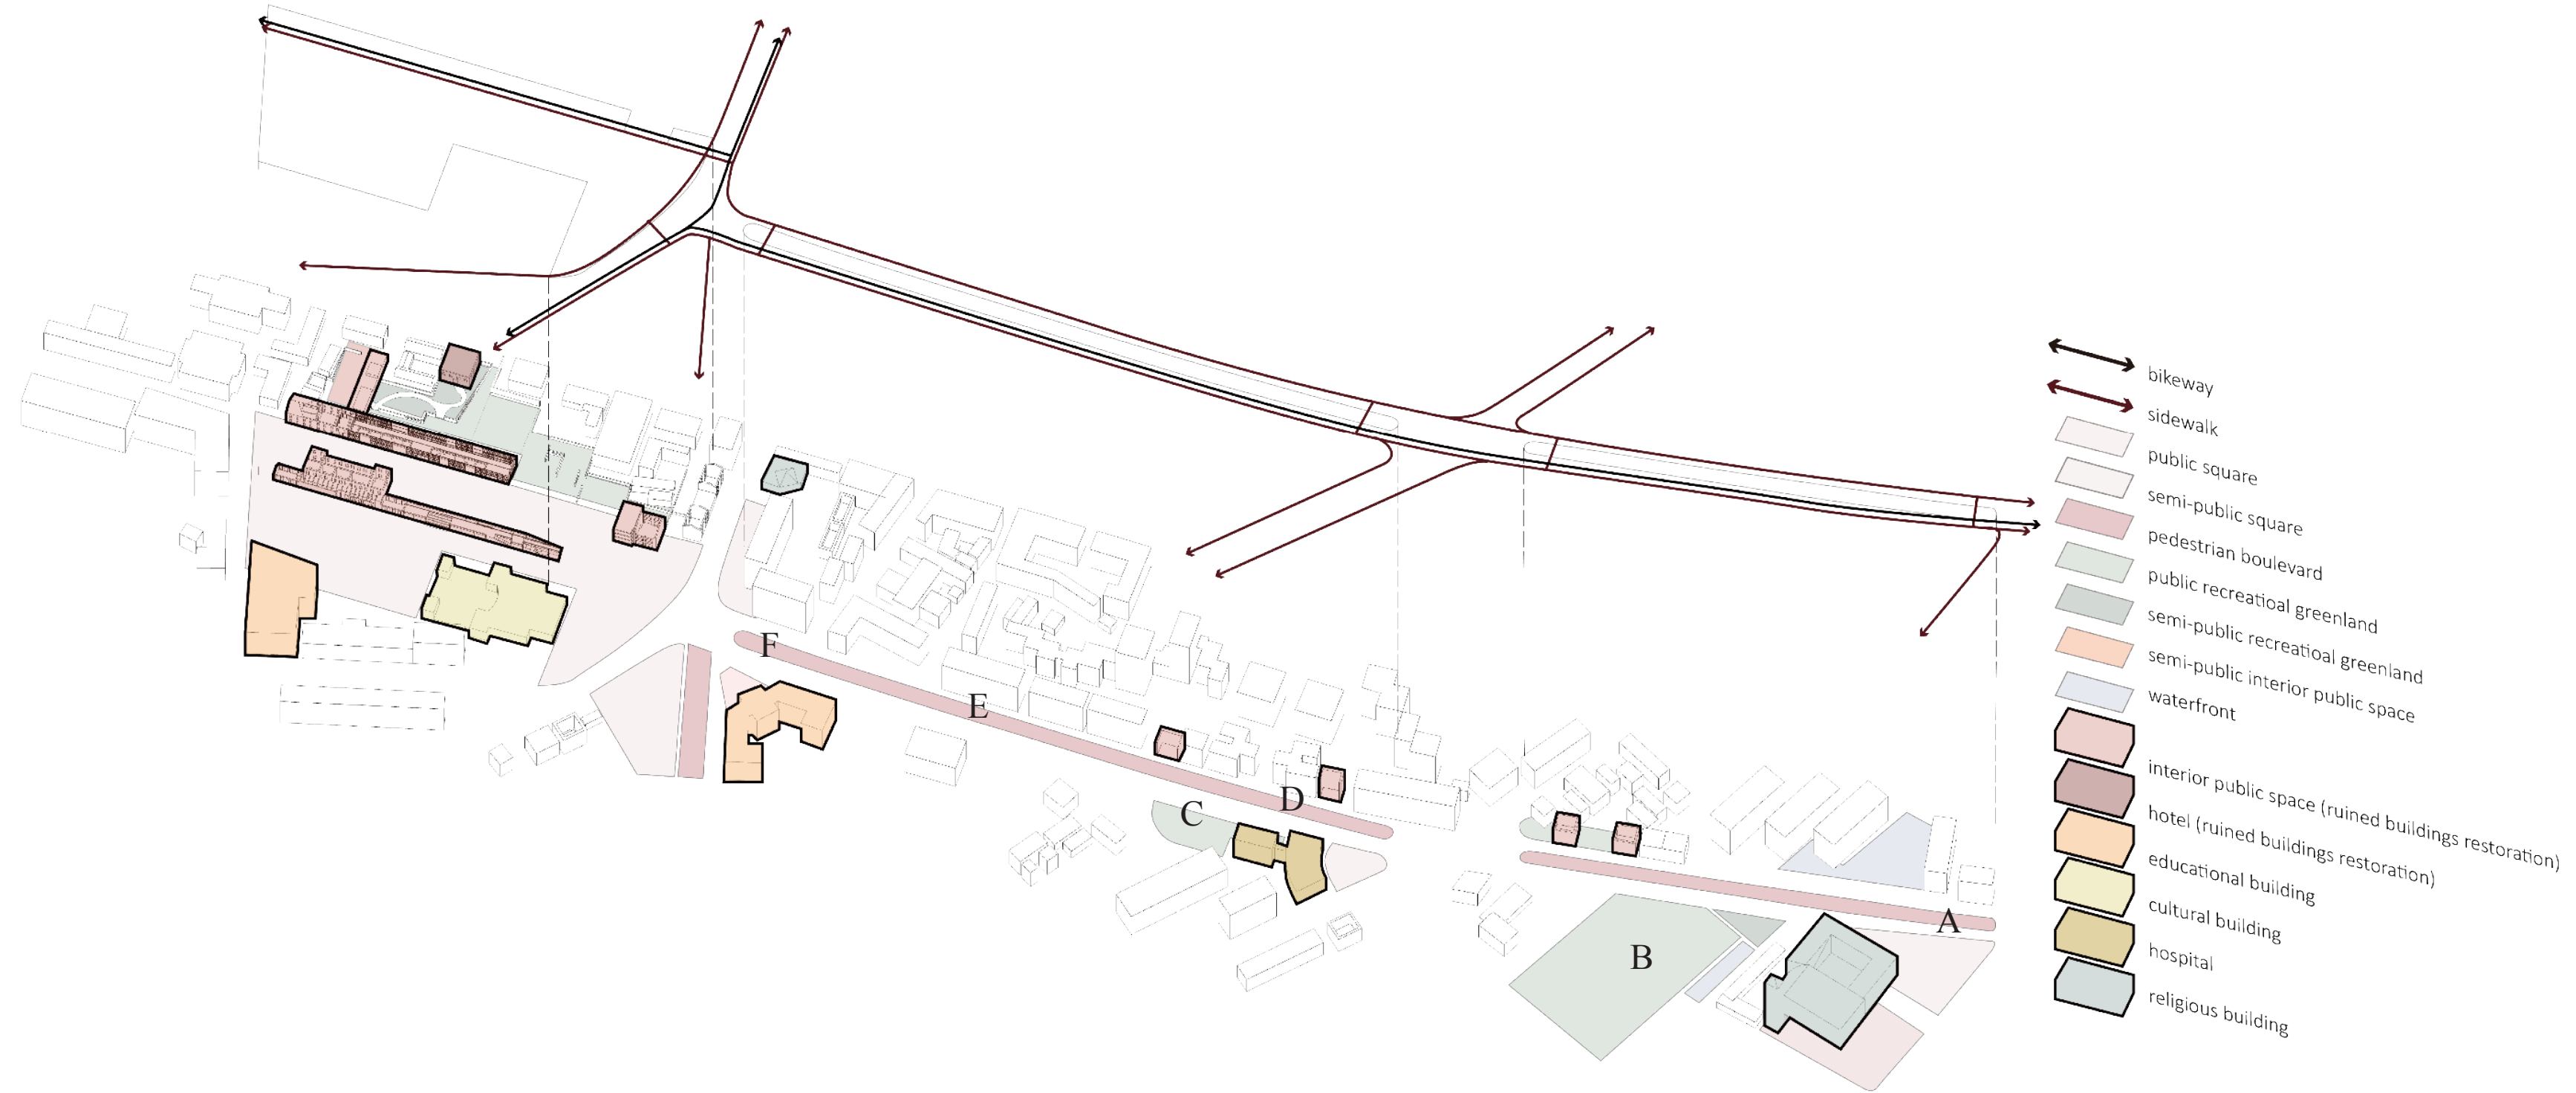 bikeway
sidewalk
public square
semi-public square
pedestrian boulevard
public recreatioal greenland
semi-public recreatioal greenland
semi-public interior public space
waterfront
interior public space (ruined buildings restoration)
hotel (ruined buildings restoration)
educational building
cultural building
hospital
religious building
F
E
D
C
A
B